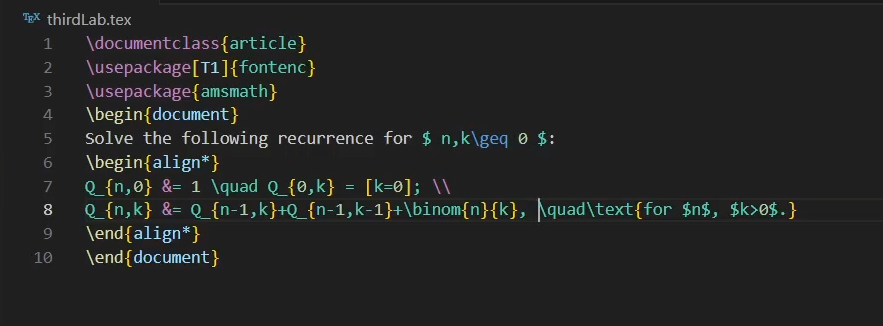 TEX thirdLab.tex
1 \documentclass{article}
2 \usepackage[T1]{fontenc}
3 \usepackage{amsmath}
4 \begin{document}
5 Solve the following recurrence for $ n,k\geq 0 $:
6 \begin{align*}
7 Q_{n,0} &= 1 \quad Q_{0,k} = [k=0]; \\
8 Q_{n,k} &= Q_{n-1,k}+Q_{n-1,k-1}+\binom{n}{k}, \quad\text{for $n$, $k>0$.}
9 \end{align*}
10 \end{document}